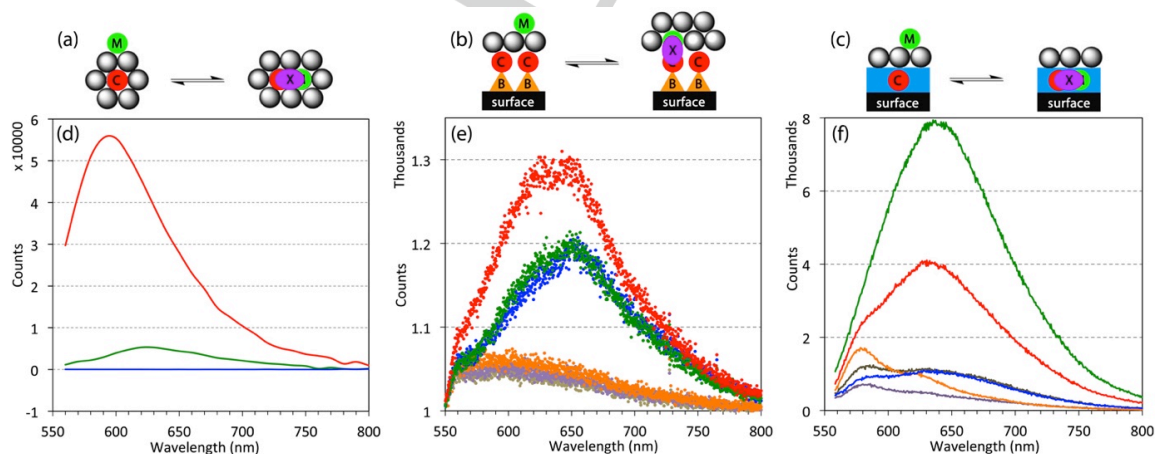 (a) M C X
(b) M C C B B surface X C B B surface
(c) M C surface X surface
(d)
x 10000
Counts
6
5
4
3
2
1
0
-1
550 600 650 700 750 800
Wavelength (nm)
(e)
Thousands
Counts
1.3
1.2
1.1
1
550 600 650 700 750 800
Wavelength (nm)
(f)
Thousands
Counts
8
6
4
2
0
550 600 650 700 750 800
Wavelength (nm)